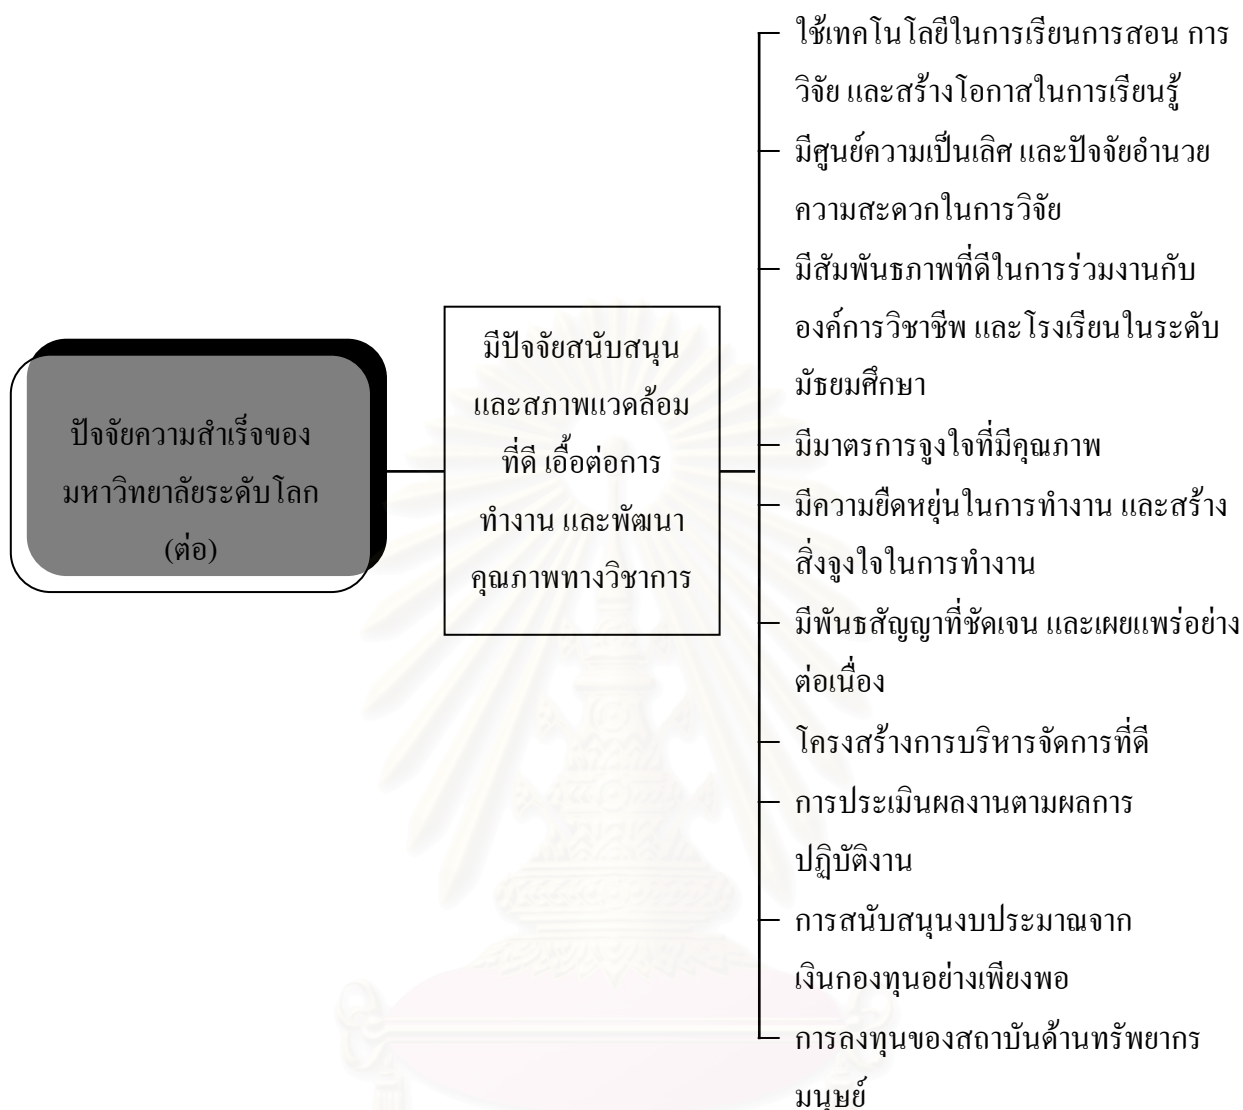 ปัจจัยความสำเร็จของ
มหาวิทยาลัยระดับโลก
(ต่อ)
มีปัจจัยสนับสนุน
และสภาพแวดล้อม
ที่ดี เอื้อต่อการ
ทำงาน และพัฒนา
คุณภาพทางวิชาการ
ใช้เทคโนโลยีในการเรียนการสอน การ
วิจัย และสร้างโอกาสในการเรียนรู้
มีศูนย์ความเป็นเลิศ และปัจจัยอำนวย
ความสะดวกในการวิจัย
มีสัมพันธภาพที่ดีในการร่วมงานกับ
องค์การวิชาชีพ และโรงเรียนในระดับ
มัธยมศึกษา
มีมาตรการจูงใจที่มีคุณภาพ
มีความยืดหยุ่นในการทำงาน และสร้าง
สิ่งจูงใจในการทำงาน
มีพันธสัญญาที่ชัดเจน และเผยแพร่อย่าง
ต่อเนื่อง
โครงสร้างการบริหารจัดการที่ดี
การประเมินผลงานตามผลการ
ปฏิบัติงาน
การสนับสนุนงบประมาณจาก
เงินกองทุนอย่างเพียงพอ
การลงทุนของสถาบันด้านทรัพยากร
มนุษย์